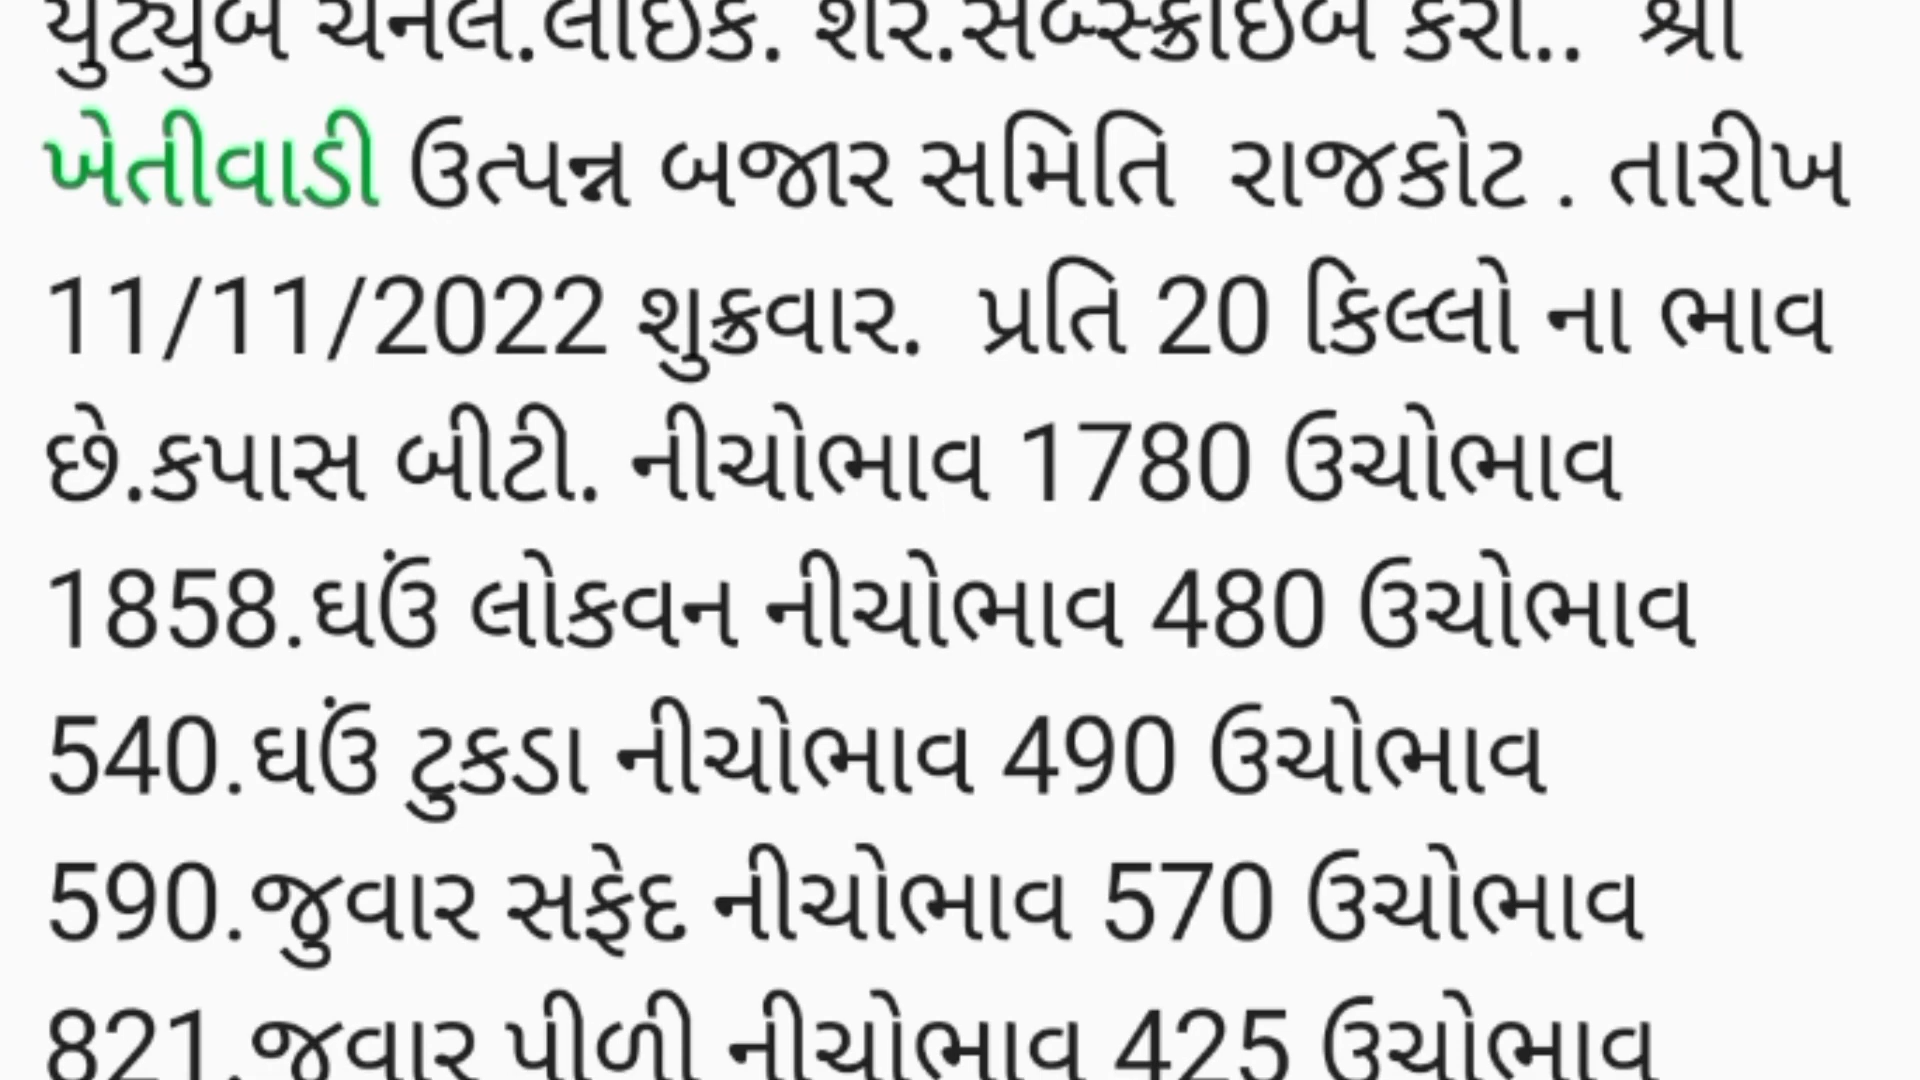 યુટ્યુબ ચેનલ.લાઇક. શેર.સબ્સ્ક્રાઇબ કરો.. શ્રી
ખેતીવાડી ઉત્પન્ન બજાર સમિતિ રાજકોટ . તારીખ
11/11/2022 શુક્રવાર. પ્રતિ 20 કિલ્લો ના ભાવ
છે.કપાસ બીટી. નીચોભાવ 1780 ઉચોભાવ
1858.ઘઉં લોકવન નીચોભાવ 480 ઉચોભાવ
540.ઘઉં ટુકડા નીચોભાવ 490 ઉચોભાવ
590.જુવાર સફેદ નીચોભાવ 570 ઉચોભાવ
821.જુવાર પીળી નીચોભાવ 425 ઉચોભાવ